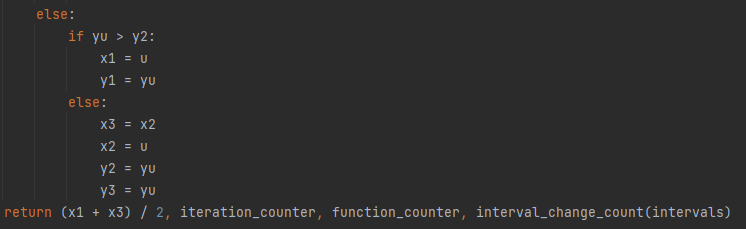 else:
if yu > y2:
x1 = u
y1 = yu
else:
x3 = x2
x2 = u
y2 = yu
y3 = yu
return (x1 + x3) / 2, iteration_counter, function_counter, interval_change_count(intervals)